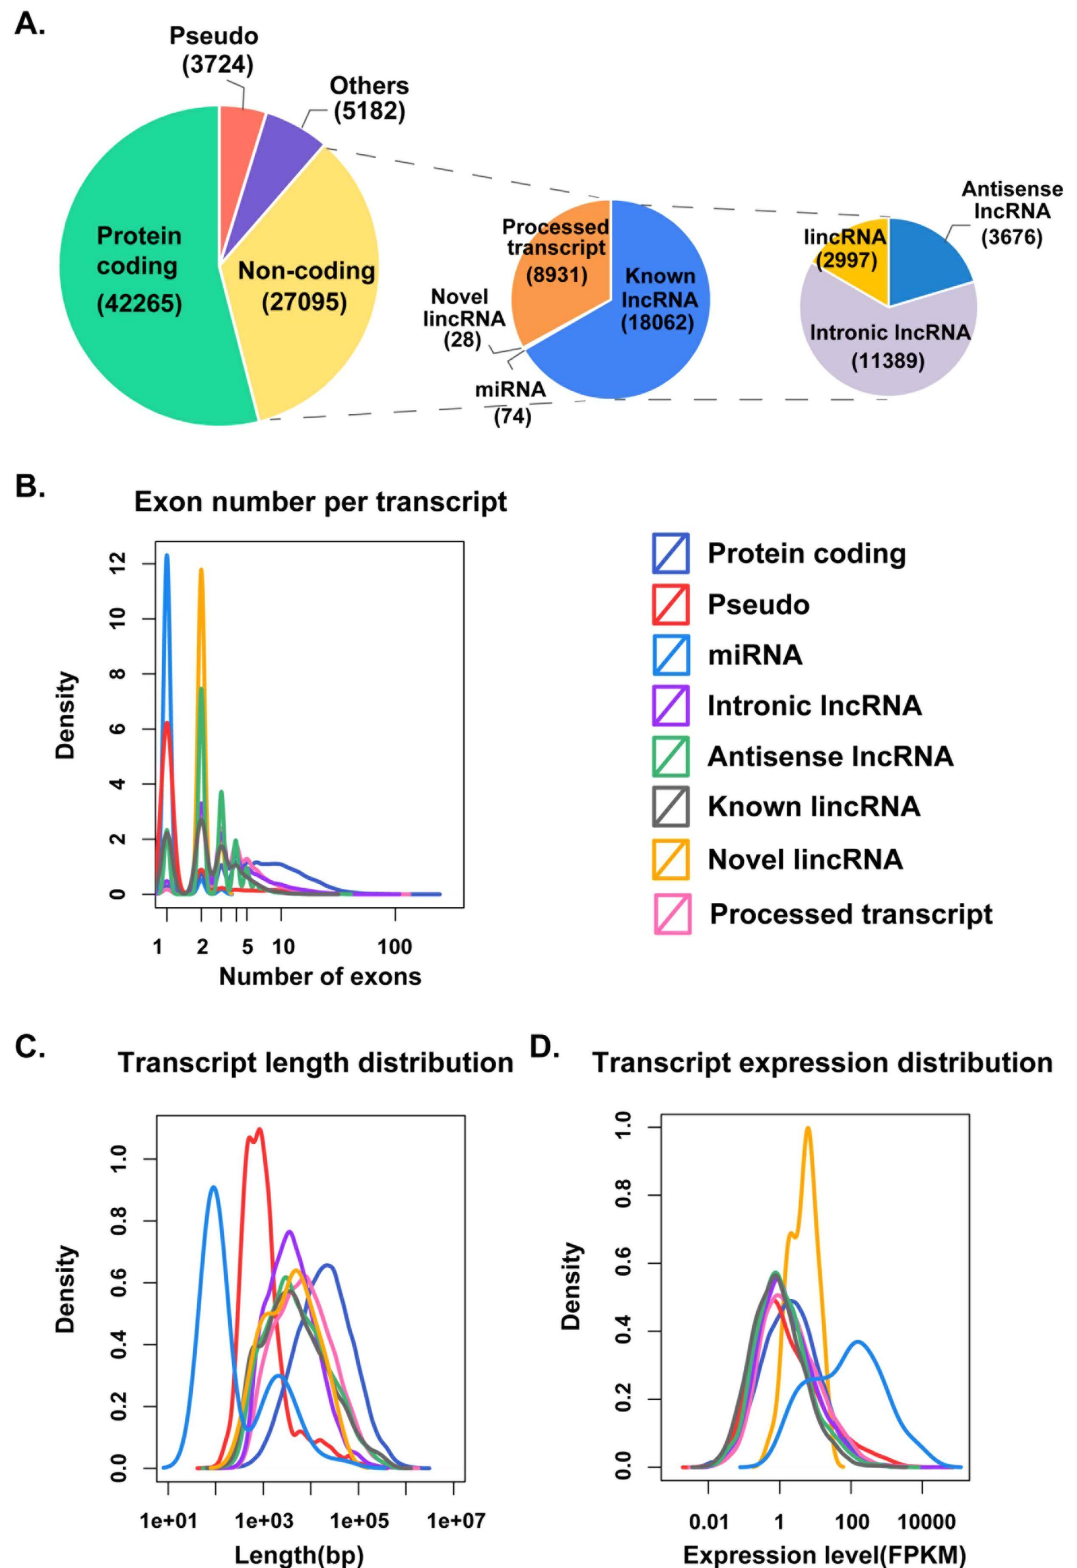 A.
Pseudo
(3724)
Others
(5182)
Protein
coding
(42265)
Non-coding
(27095)
Processed
transcript
(8931)
Known
lncRNA
(18062)
Novel
lincRNA
(28)
miRNA
(74)
Antisense
lncRNA
(3676)
lincRNA
(2997)
Intronic lncRNA
(11389)
B.
Exon number per transcript
Density
0
2
4
6
8
10
12
1 2 5 10 100
Number of exons
Protein coding
Pseudo
miRNA
Intronic lncRNA
Antisense lncRNA
Known lincRNA
Novel lincRNA
Processed transcript
C.
Transcript length distribution
Density
0.0
0.2
0.4
0.6
0.8
1.0
1e+01 1e+03 1e+05 1e+07
Length(bp)
D.
Transcript expression distribution
Density
0.0
0.2
0.4
0.6
0.8
1.0
0.01 1 100 10000
Expression level(FPKM)